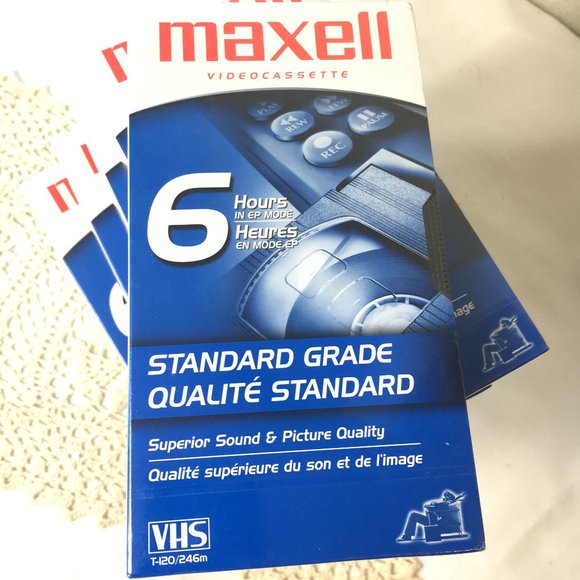 maxell
VIDEOCASSETTE
PLAY
REW
PAUSE
REC
6
Hours
IN EP MODE
Heures
EN MODE EP
STANDARD GRADE
QUALITÉ STANDARD
Superior Sound & Picture Quality
Qualité supérieure du son et de l'image
VHS
T-120/246m